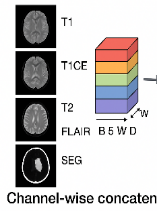 T1
T1CE
T2
FLAIR
SEG
B 5 W D
W
Channel-wise concaten